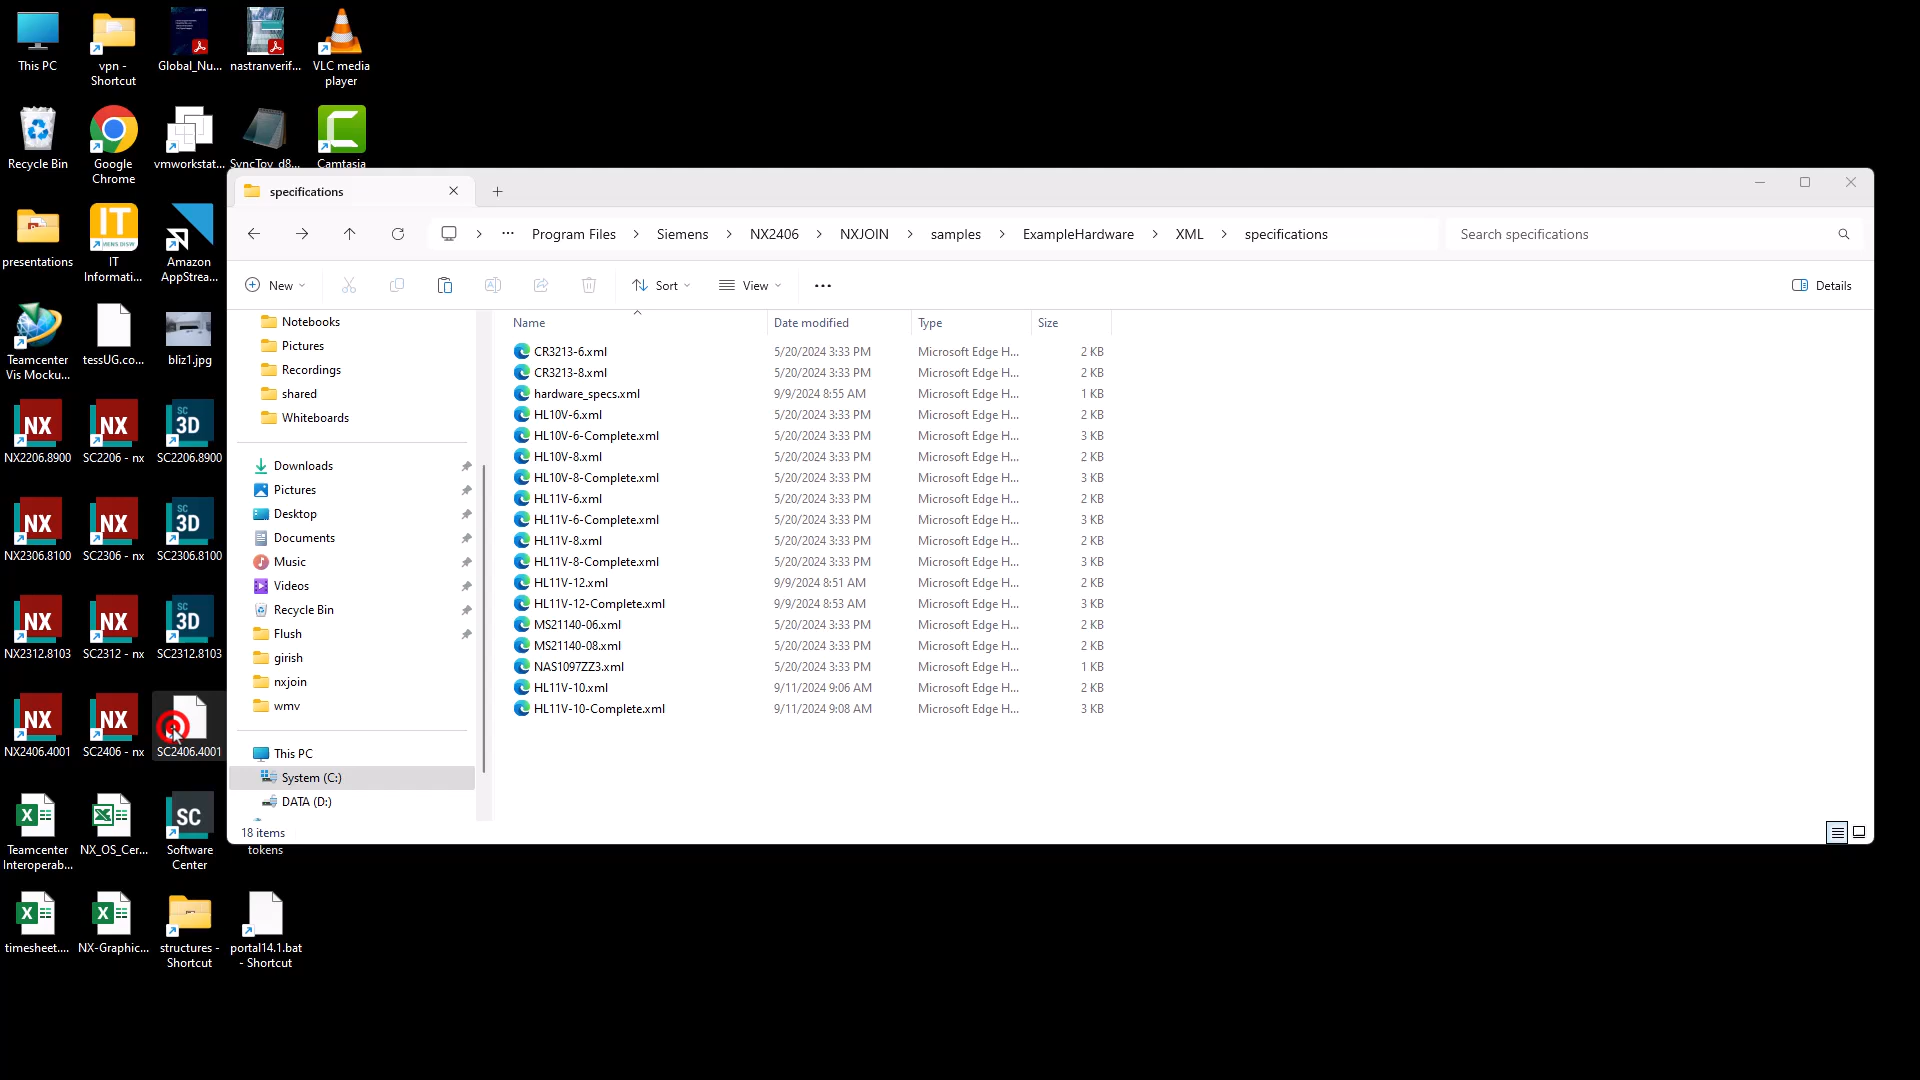 This PC
vpn -
Shortcut
Global_Nu...
nastranverif...
VLC media
player
Recycle Bin
Google
Chrome
vmworkstat...
SyncToy_d8...
Camtasia
presentations
IT
IT
Informati...
Amazon
AppStrea...
Teamcenter
Vis Mocku...
tessUG.co...
bliz1.jpg
NX
NX
SC
3D
NX2206.8900
SC2206 - nx
SC2206.8900
NX
NX
SC
3D
NX2306.8100
SC2306 - nx
SC2306.8100
NX
NX
SC
3D
NX2312.8103
SC2312 - nx
SC2312.8103
NX
NX
NX2406.4001
SC2406 - nx
SC2406.4001
SC
Teamcenter
Interoperab...
NX_OS_Cer...
Software
Center
tokens
timesheet....
NX-Graphic...
structures -
Shortcut
portal14.1.bat
- Shortcut
specifications
Program Files
Siemens
NX2406
NXJOIN
samples
ExampleHardware
XML
specifications
Search specifications
New
Sort
View
Details
Notebooks
Pictures
Recordings
shared
Whiteboards
Downloads
Pictures
Desktop
Documents
Music
Videos
Recycle Bin
Flush
girish
nxjoin
wmv
This PC
System (C:)
DATA (D:)
Name Date modified Type Size
CR3213-6.xml 5/20/2024 3:33 PM Microsoft Edge H... 2 KB
CR3213-8.xml 5/20/2024 3:33 PM Microsoft Edge H... 2 KB
hardware_specs.xml 9/9/2024 8:55 AM Microsoft Edge H... 1 KB
HL10V-6.xml 5/20/2024 3:33 PM Microsoft Edge H... 2 KB
HL10V-6-Complete.xml 5/20/2024 3:33 PM Microsoft Edge H... 3 KB
HL10V-8.xml 5/20/2024 3:33 PM Microsoft Edge H... 2 KB
HL10V-8-Complete.xml 5/20/2024 3:33 PM Microsoft Edge H... 3 KB
HL11V-6.xml 5/20/2024 3:33 PM Microsoft Edge H... 2 KB
HL11V-6-Complete.xml 5/20/2024 3:33 PM Microsoft Edge H... 3 KB
HL11V-8.xml 5/20/2024 3:33 PM Microsoft Edge H... 2 KB
HL11V-8-Complete.xml 5/20/2024 3:33 PM Microsoft Edge H... 3 KB
HL11V-12.xml 9/9/2024 8:51 AM Microsoft Edge H... 2 KB
HL11V-12-Complete.xml 9/9/2024 8:53 AM Microsoft Edge H... 3 KB
MS21140-06.xml 5/20/2024 3:33 PM Microsoft Edge H... 2 KB
MS21140-08.xml 5/20/2024 3:33 PM Microsoft Edge H... 2 KB
NAS1097ZZ3.xml 5/20/2024 3:33 PM Microsoft Edge H... 1 KB
HL11V-10.xml 9/11/2024 9:06 AM Microsoft Edge H... 2 KB
HL11V-10-Complete.xml 9/11/2024 9:08 AM Microsoft Edge H... 3 KB
18 items